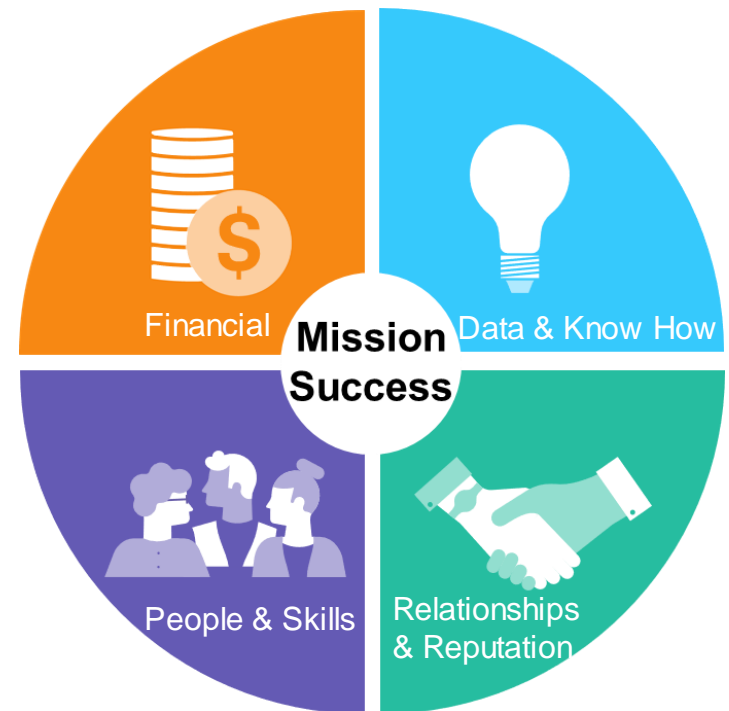 $
Financial
Data & Know How
Mission
Success
People & Skills
Relationships
& Reputation